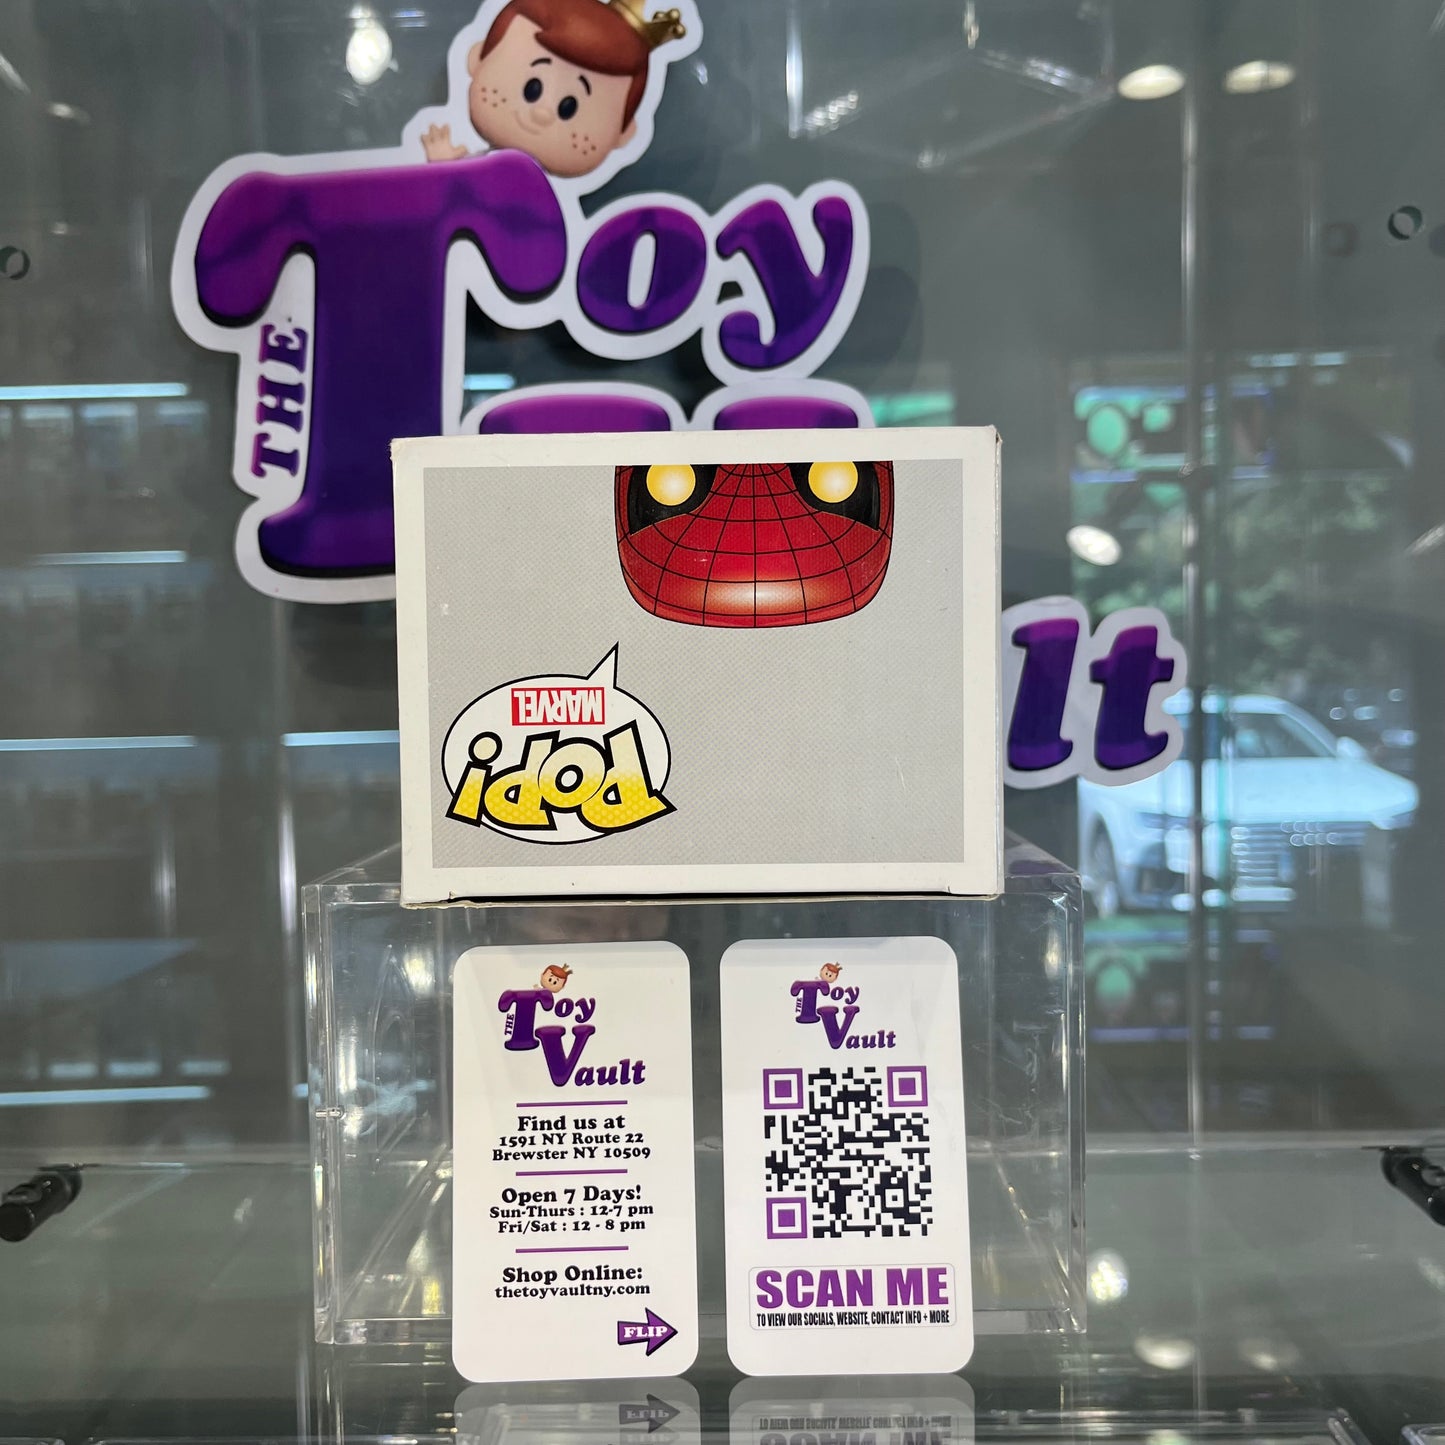 THE Toy
Vault
MARVEL
POP!
THE Toy
Vault
Find us at
1591 NY Route 22
Brewster NY 10509
Open 7 Days!
Sun-Thurs : 12-7 pm
Fri/Sat : 12 - 8 pm
Shop Online:
thetoyvaultny.com
FLIP
THE Toy
Vault
SCAN ME
TO VIEW OUR SOCIALS, WEBSITE, CONTACT INFO + MORE